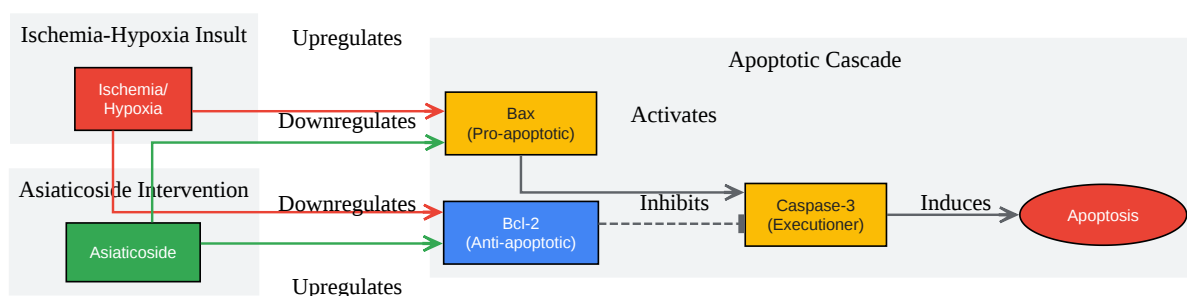 Ischemia-Hypoxia Insult
Upregulates
Apoptotic Cascade
Ischemia/
Hypoxia
Bax
(Pro-apoptotic)
Activates
Downregulates
Asiaticoside Intervention
Downregulates
Inhibits
Caspase-3
(Executioner)
Induces
Apoptosis
Bcl-2
(Anti-apoptotic)
Asiaticoside
Upregulates